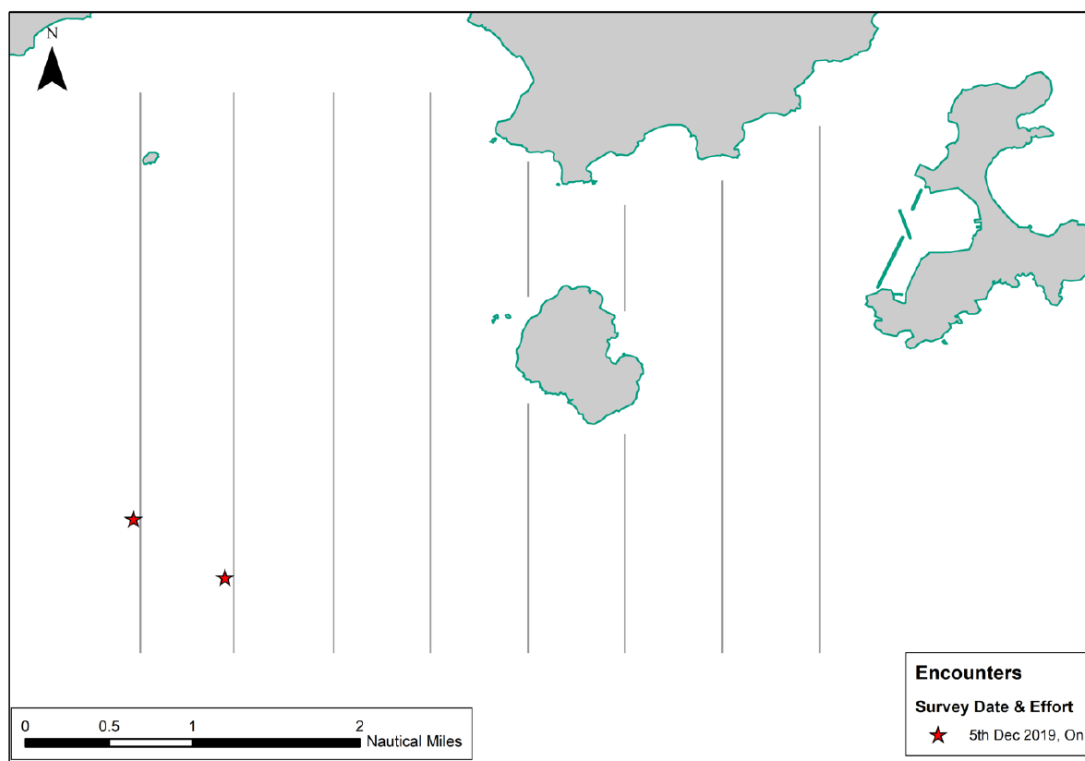 N
0 0.5 1 2
Nautical Miles
Encounters
Survey Date & Effort
5th Dec 2019, On